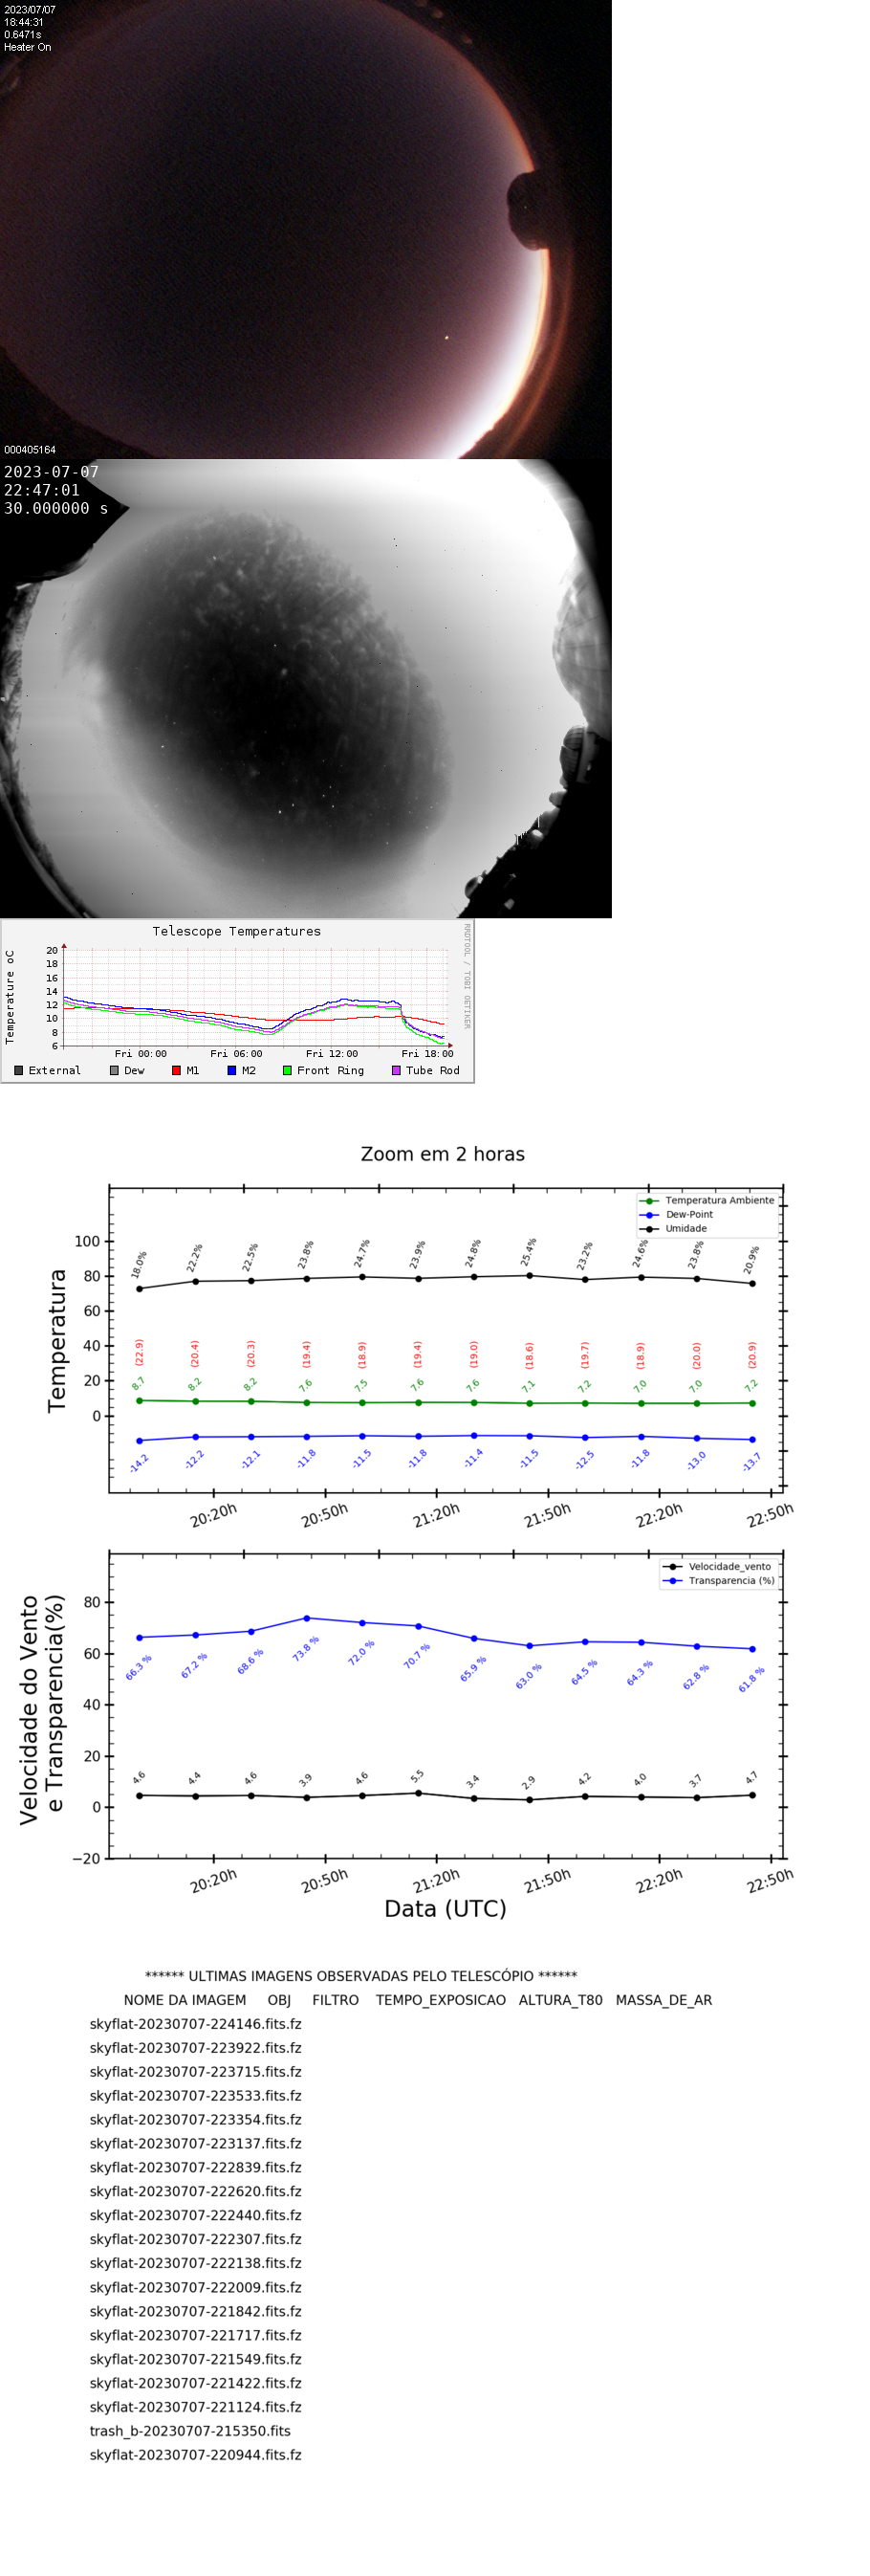 2023/07/07
18:44:31
0.6471s
Heater On
000405164
2023-07-07
22:47:01
30.000000 s
Telescope Temperatures
Temperature oC
RRDTOOL / TOBI OETIKER
20
18
16
14
12
10
8
6
Fri 00:00 Fri 06:00 Fri 12:00 Fri 18:00
External Dew M1 M2 Front Ring Tube Rod
Zoom em 2 horas
Temperatura
Temperatura Ambiente
Dew-Point
Umidade
100
80
60
40
20
0
18.0% 22.2% 22.5% 23.8% 24.7% 23.9% 24.8% 25.4% 23.2% 24.6% 23.8% 20.9%
(22.9) (20.4) (20.3) (19.4) (18.9) (19.4) (19.0) (18.6) (19.7) (18.9) (20.0) (20.9)
8.7 8.2 8.2 7.6 7.5 7.6 7.6 7.1 7.2 7.0 7.0 7.2
-14.2 -12.2 -12.1 -11.8 -11.5 -11.8 -11.4 -11.5 -12.5 -11.8 -13.0 -13.7
20:20h 20:50h 21:20h 21:50h 22:20h 22:50h
Velocidade do Vento
e Transparencia(%)
Velocidade_vento
Transparencia (%)
80
60
40
20
0
−20
66.3 % 67.2 % 68.6 % 73.8 % 72.0 % 70.7 % 65.9 % 63.0 % 64.5 % 64.3 % 62.8 % 61.8 %
4.6 4.4 4.6 3.9 4.6 5.5 3.4 2.9 4.2 4.0 3.7 4.7
20:20h 20:50h 21:20h 21:50h 22:20h 22:50h
Data (UTC)
****** ULTIMAS IMAGENS OBSERVADAS PELO TELESCÓPIO ******
NOME DA IMAGEM OBJ FILTRO TEMPO_EXPOSICAO ALTURA_T80 MASSA_DE_AR
skyflat-20230707-224146.fits.fz
skyflat-20230707-223922.fits.fz
skyflat-20230707-223715.fits.fz
skyflat-20230707-223533.fits.fz
skyflat-20230707-223354.fits.fz
skyflat-20230707-223137.fits.fz
skyflat-20230707-222839.fits.fz
skyflat-20230707-222620.fits.fz
skyflat-20230707-222440.fits.fz
skyflat-20230707-222307.fits.fz
skyflat-20230707-222138.fits.fz
skyflat-20230707-222009.fits.fz
skyflat-20230707-221842.fits.fz
skyflat-20230707-221717.fits.fz
skyflat-20230707-221549.fits.fz
skyflat-20230707-221422.fits.fz
skyflat-20230707-221124.fits.fz
trash_b-20230707-215350.fits
skyflat-20230707-220944.fits.fz